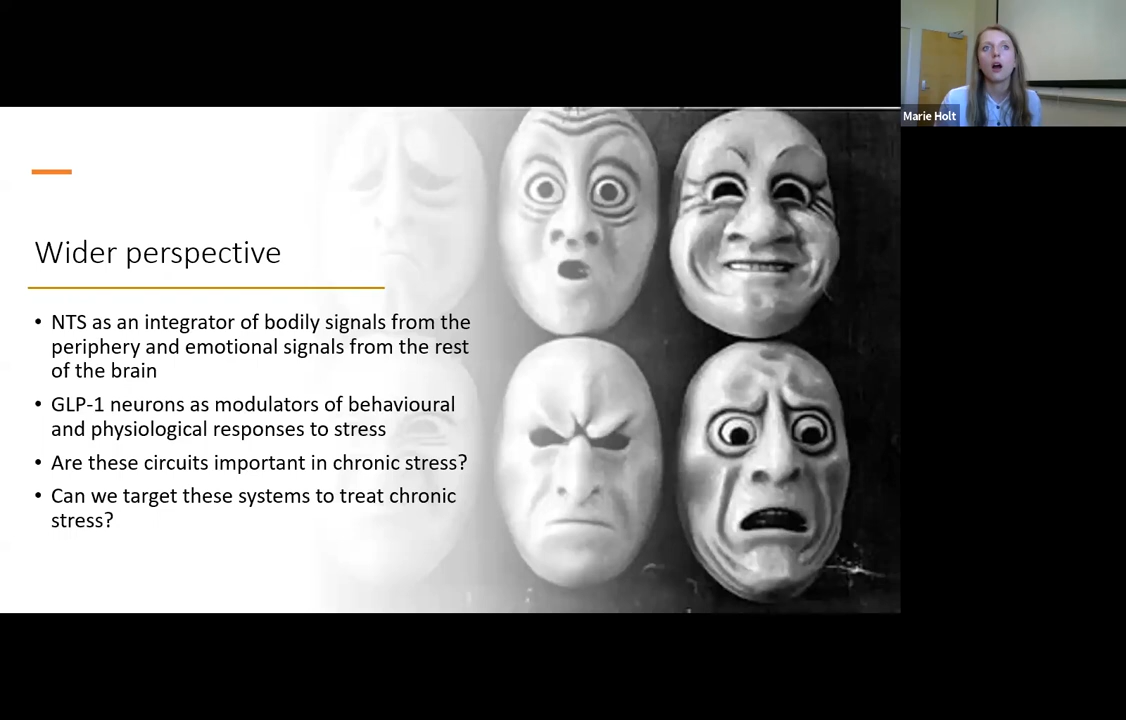 Marie Holt
Wider perspective
• NTS as an integrator of bodily signals from the
periphery and emotional signals from the rest
of the brain
• GLP-1 neurons as modulators of behavioural
and physiological responses to stress
• Are these circuits important in chronic stress?
• Can we target these systems to treat chronic
stress?